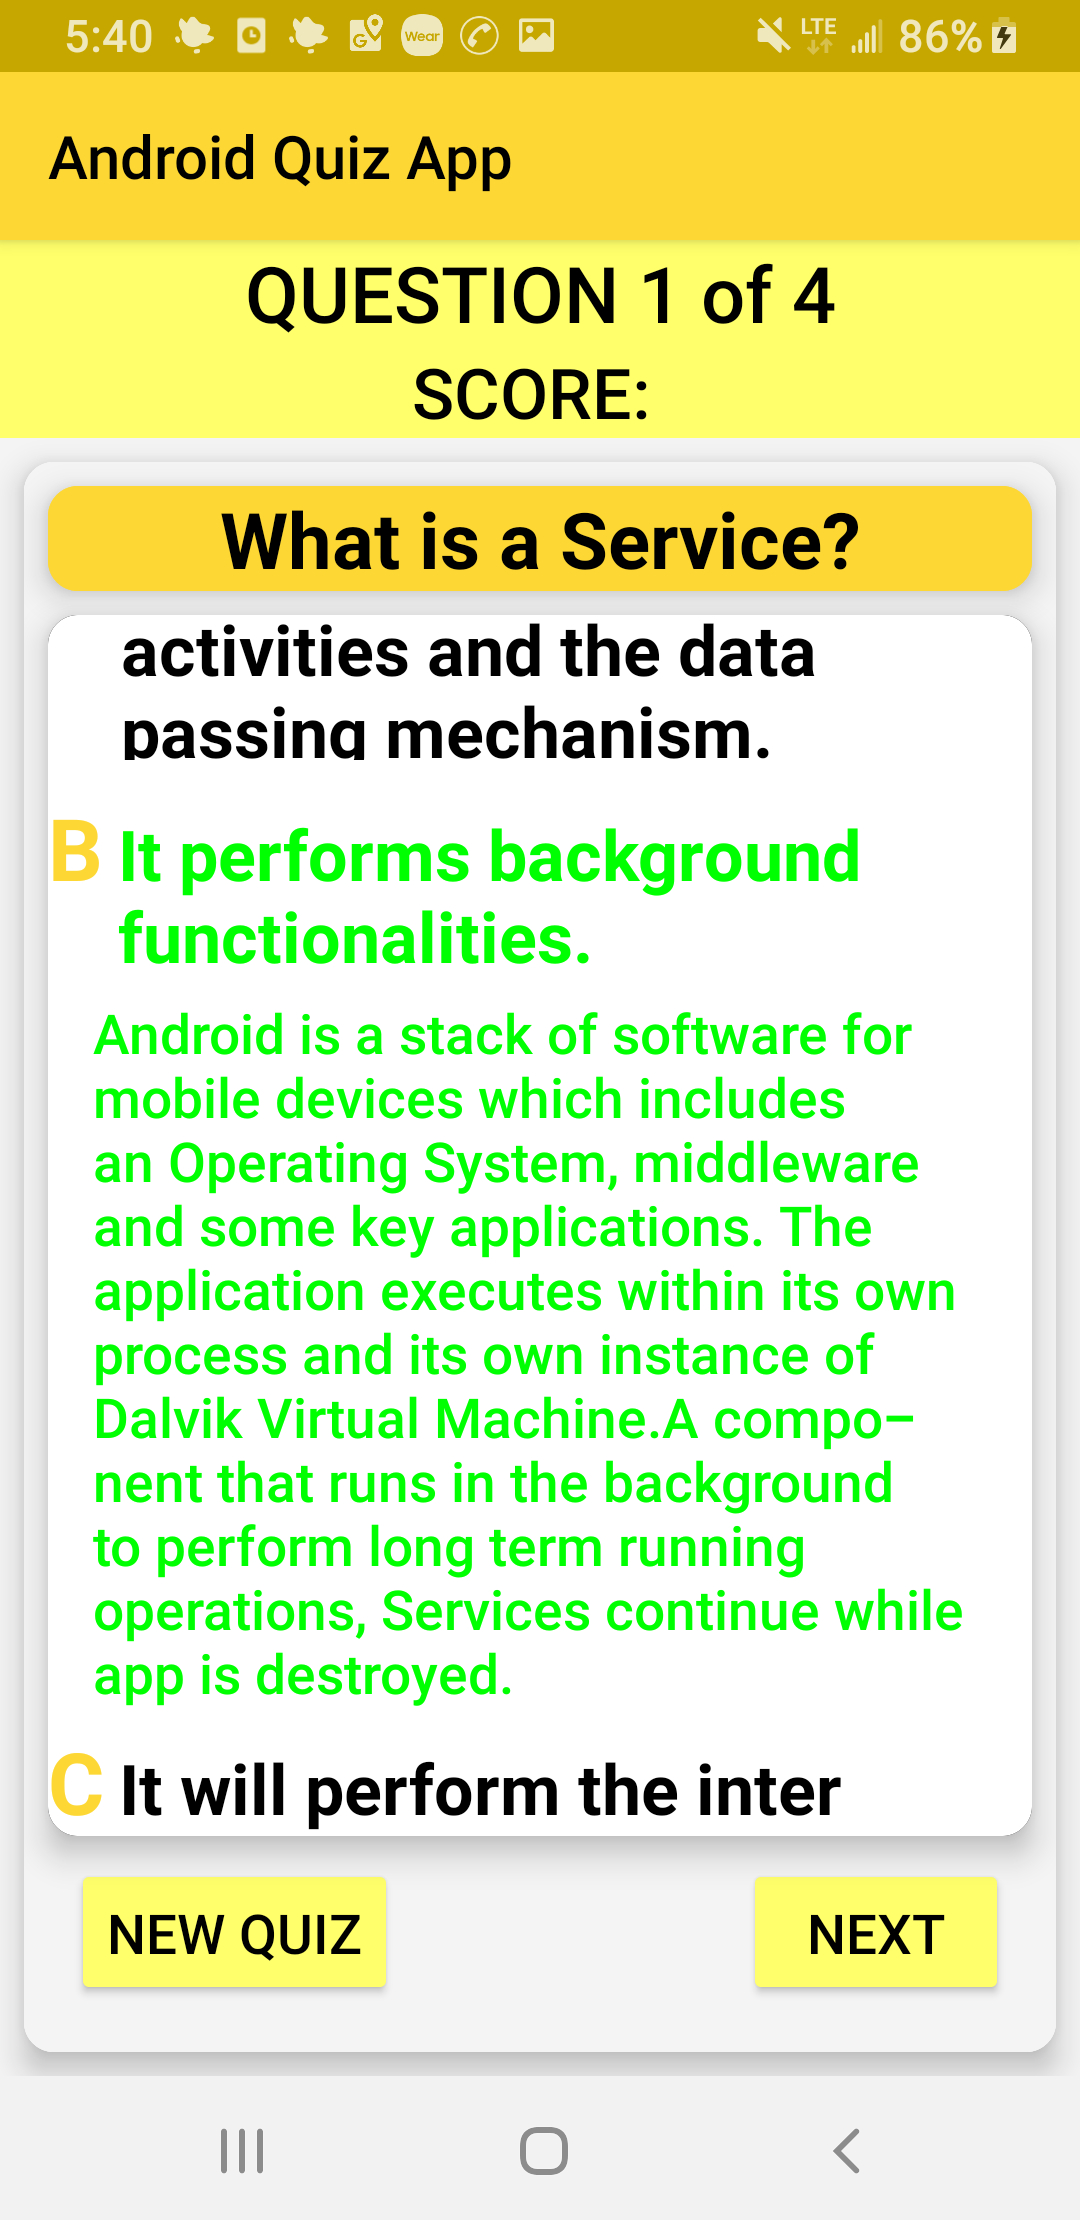 5:40
Wear
LTE
86%
Android Quiz App
QUESTION 1 of 4
SCORE:
What is a Service?
activities and the data
passing mechanism.
B It performs background
functionalities.
Android is a stack of software for
mobile devices which includes
an Operating System, middleware
and some key applications. The
application executes within its own
process and its own instance of
Dalvik Virtual Machine.A compo–
nent that runs in the background
to perform long term running
operations, Services continue while
app is destroyed.
C It will perform the inter
NEW QUIZ
NEXT